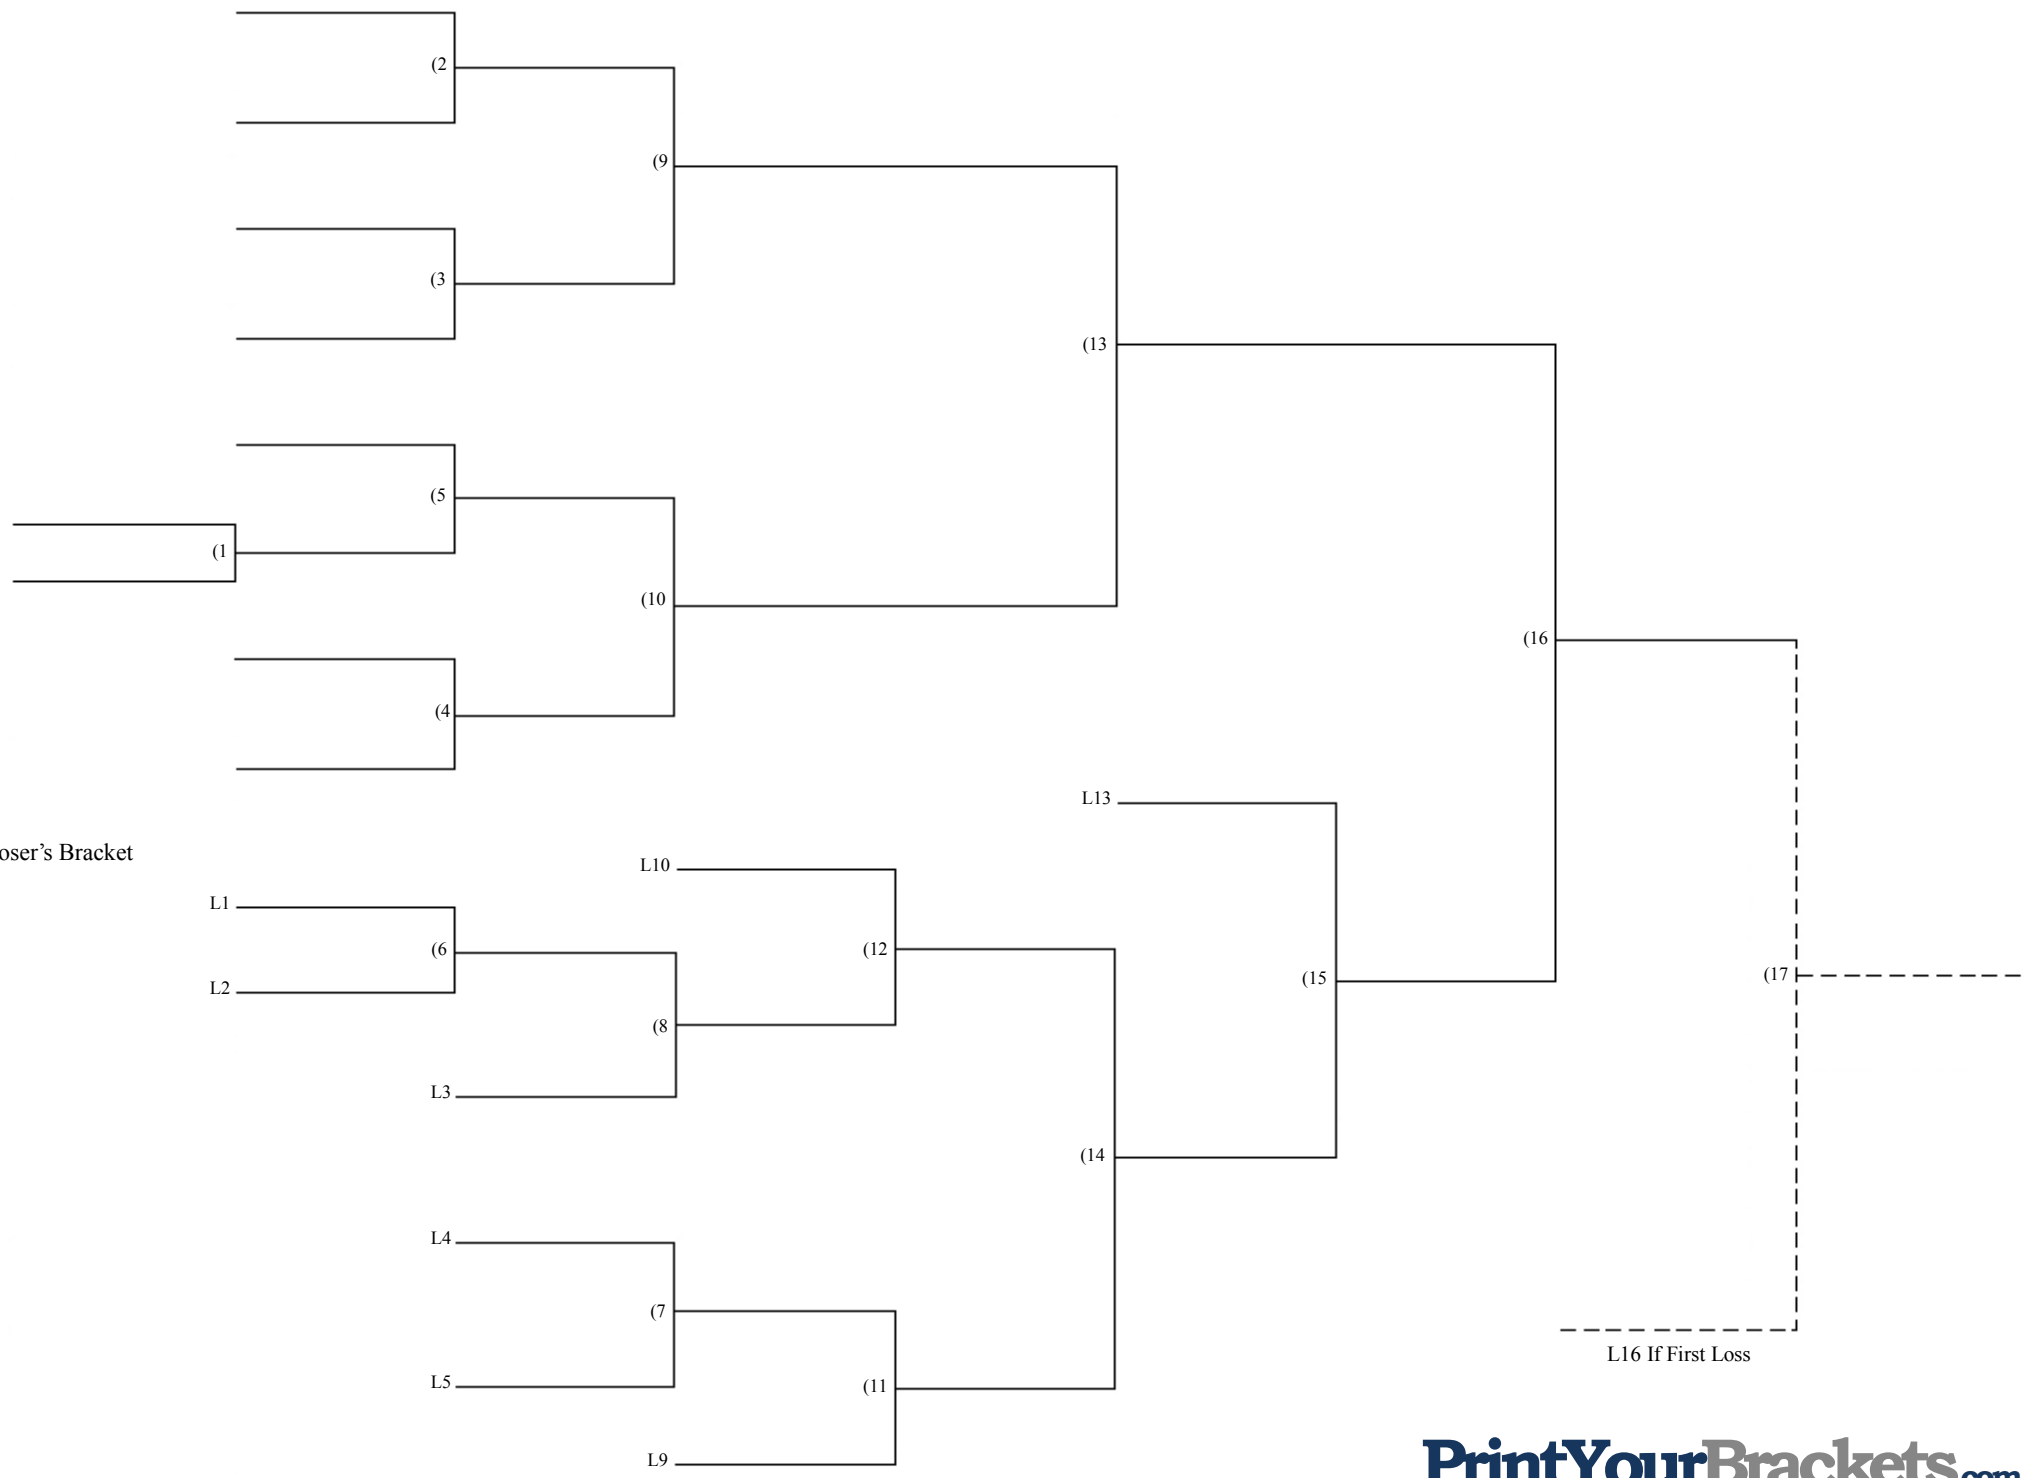 (2
(9
(3
(13
(5
(1
(10
(16
(4
L13
oser’s Bracket
L10
L1
(6
(12
L2
(15
(17
(8
L3
(14
L4
(7
L16 If First Loss
L5
(11
L9
PrintYourBrackets.com